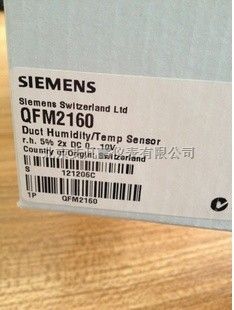 SIEMENS
Siemens Switzerland Ltd
QFM2160
Duct Humidity/Temp Sensor
r.h. 5% 2x DC 0...10V
Country of Origin Switzerland
S 121206C
1P QFM2160